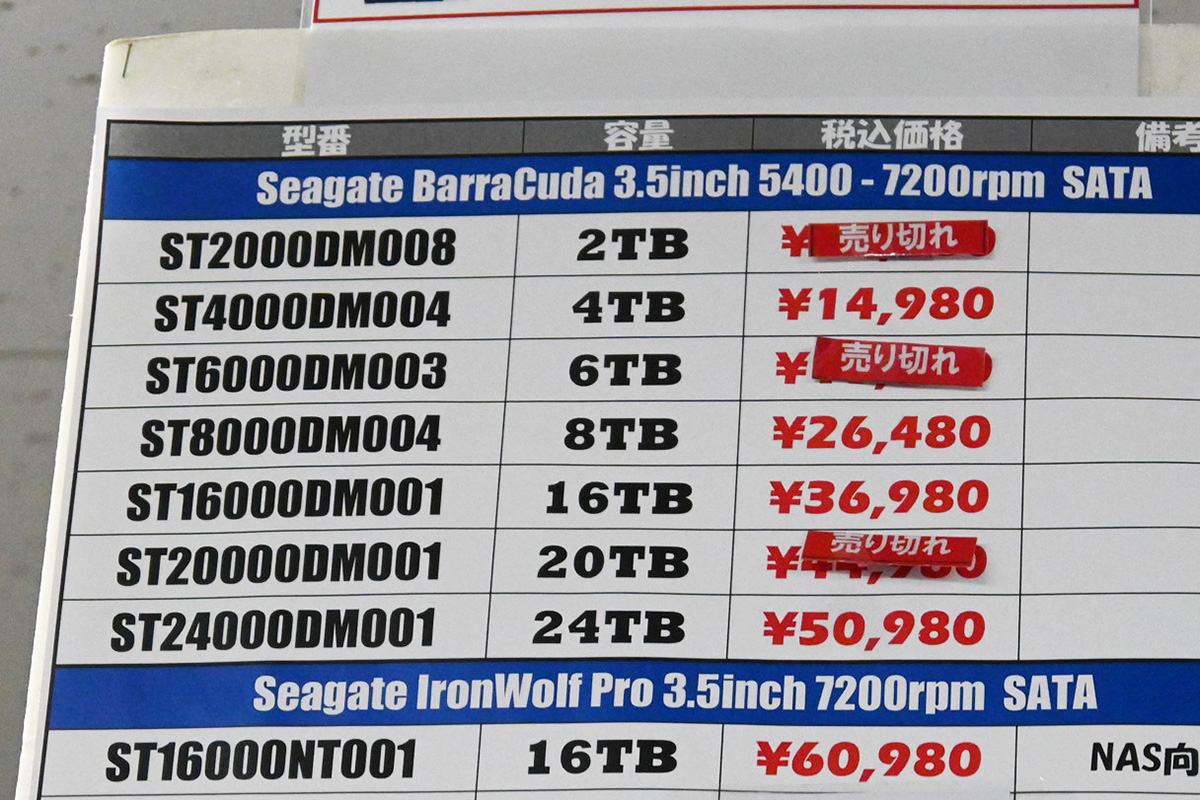 型番 容量 税込価格 備考
Seagate BarraCuda 3.5inch 5400 - 7200rpm SATA
ST2000DM008 2TB ¥ 売り切れ
ST4000DM004 4TB ¥14,980
ST6000DM003 6TB ¥ 売り切れ
ST8000DM004 8TB ¥26,480
ST16000DM001 16TB ¥36,980
ST20000DM001 20TB ¥ 売り切れ
ST24000DM001 24TB ¥50,980
Seagate IronWolf Pro 3.5inch 7200rpm SATA
ST16000NT001 16TB ¥60,980 NAS向